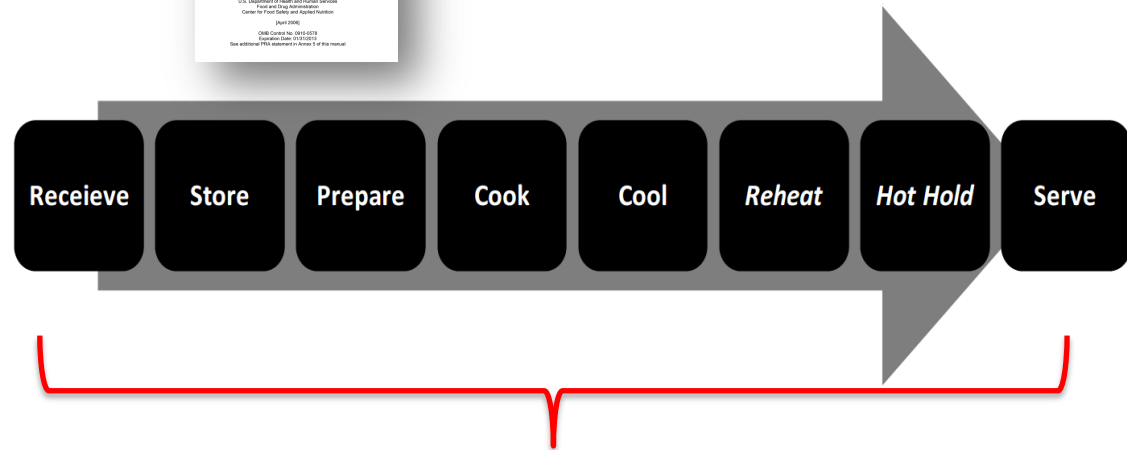 U.S. Department of Health and Human Services
Food and Drug Administration
Center for Food Safety and Applied Nutrition
[April 2006]
OMB Control No. 0910-0578
Expiration Date: 01/31/2013
See additional PRA statement in Annex 5 of this manual
Receieve Store Prepare Cook Cool Reheat Hot Hold Serve